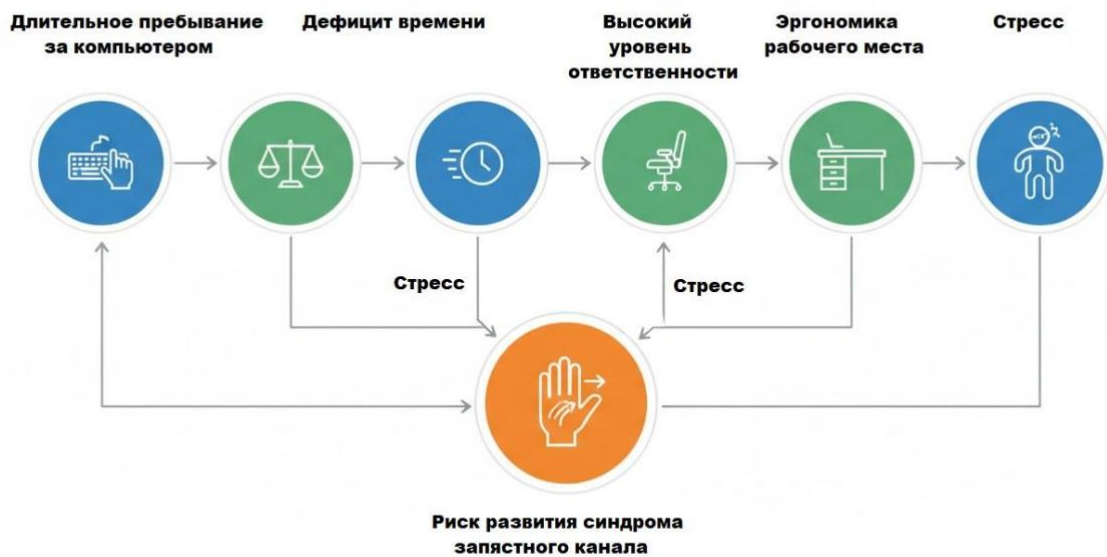 Длительное пребывание
за компьютером
Дефицит времени
Высокий
уровень
ответственности
Эргономика
рабочего места
Стресс
Стресс
Стресс
Риск развития синдрома
запястного канала